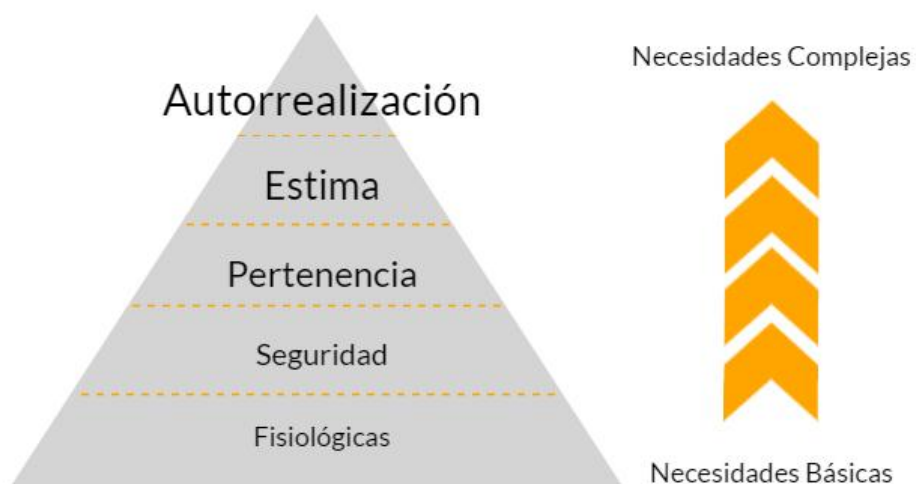 Necesidades Complejas
Autorrealización
Estima
Pertenencia
Seguridad
Fisiológicas
Necesidades Básicas